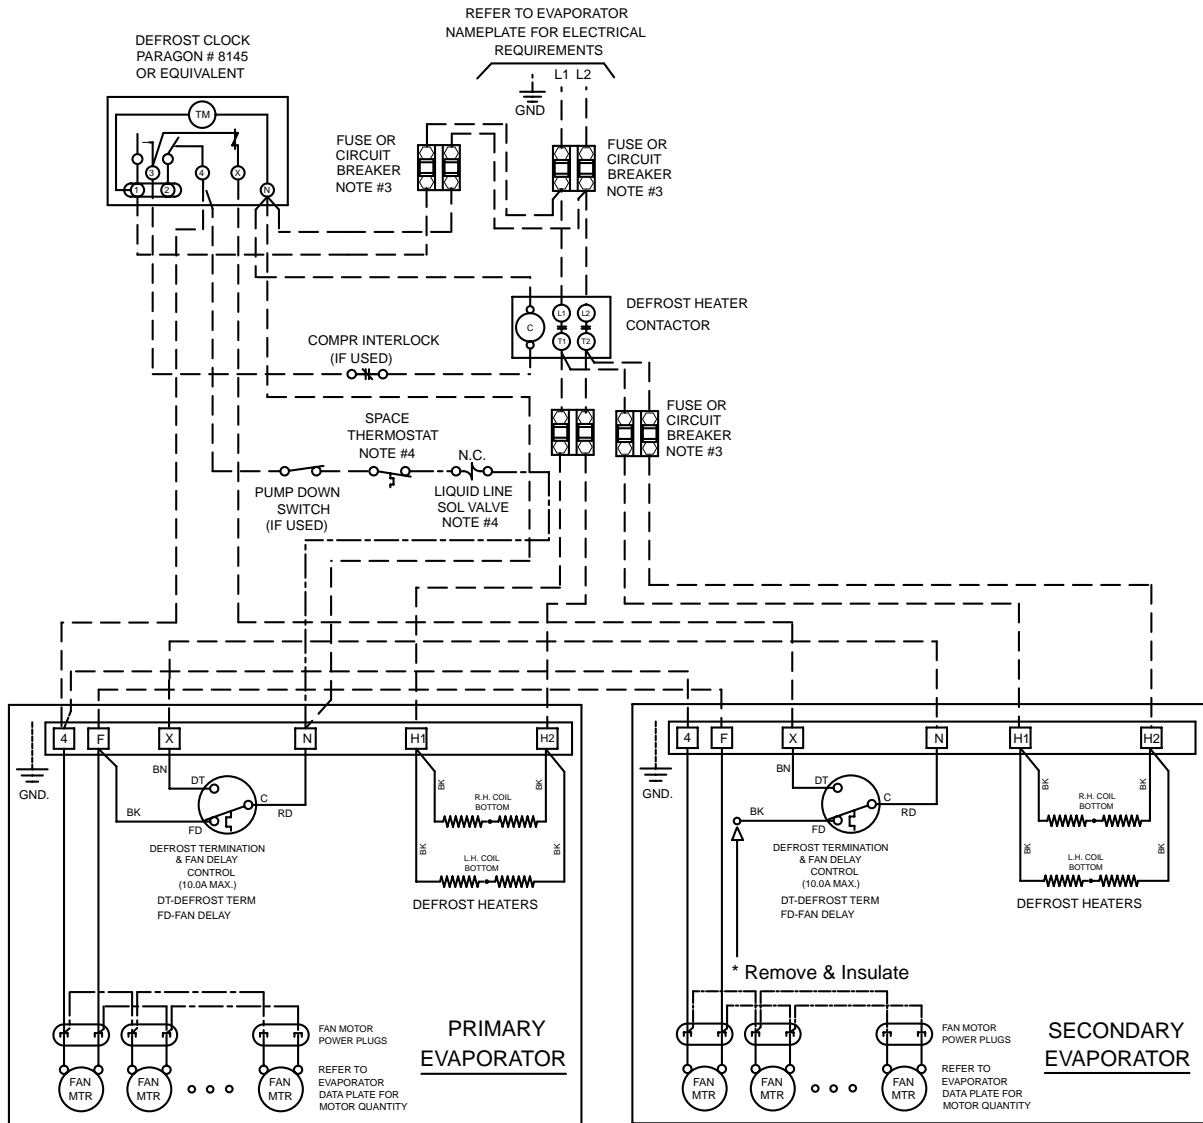 REFER TO EVAPORATOR
NAMEPLATE FOR ELECTRICAL
REQUIREMENTS
L1 L2
GND
DEFROST CLOCK
PARAGON # 8145
OR EQUIVALENT
TM
3
4
X
1
2
N
FUSE OR
CIRCUIT
BREAKER
NOTE #3
FUSE OR
CIRCUIT
BREAKER
NOTE #3
DEFROST HEATER
CONTACTOR
C
L1
L2
T1
T2
COMPR INTERLOCK
(IF USED)
FUSE OR
CIRCUIT
BREAKER
NOTE #3
SPACE
THERMOSTAT
NOTE #4
N.C.
PUMP DOWN
SWITCH
(IF USED)
LIQUID LINE
SOL VALVE
NOTE #4
4
F
X
N
H1
H2
GND.
BN
DT
C
RD
BK
FD
DEFROST TERMINATION
& FAN DELAY
CONTROL
(10.0A MAX.)
DT-DEFROST TERM
FD-FAN DELAY
BK
BK
R.H. COIL
BOTTOM
BK
BK
L.H. COIL
BOTTOM
DEFROST HEATERS
FAN MOTOR
POWER PLUGS
REFER TO
EVAPORATOR
DATA PLATE FOR
MOTOR QUANTITY
FAN
MTR
FAN
MTR
FAN
MTR
PRIMARY
EVAPORATOR
4
F
X
N
H1
H2
GND.
BN
DT
C
RD
BK
FD
DEFROST TERMINATION
& FAN DELAY
CONTROL
(10.0A MAX.)
DT-DEFROST TERM
FD-FAN DELAY
* Remove & Insulate
BK
BK
R.H. COIL
BOTTOM
BK
BK
L.H. COIL
BOTTOM
DEFROST HEATERS
FAN MOTOR
POWER PLUGS
REFER TO
EVAPORATOR
DATA PLATE FOR
MOTOR QUANTITY
FAN
MTR
FAN
MTR
FAN
MTR
SECONDARY
EVAPORATOR